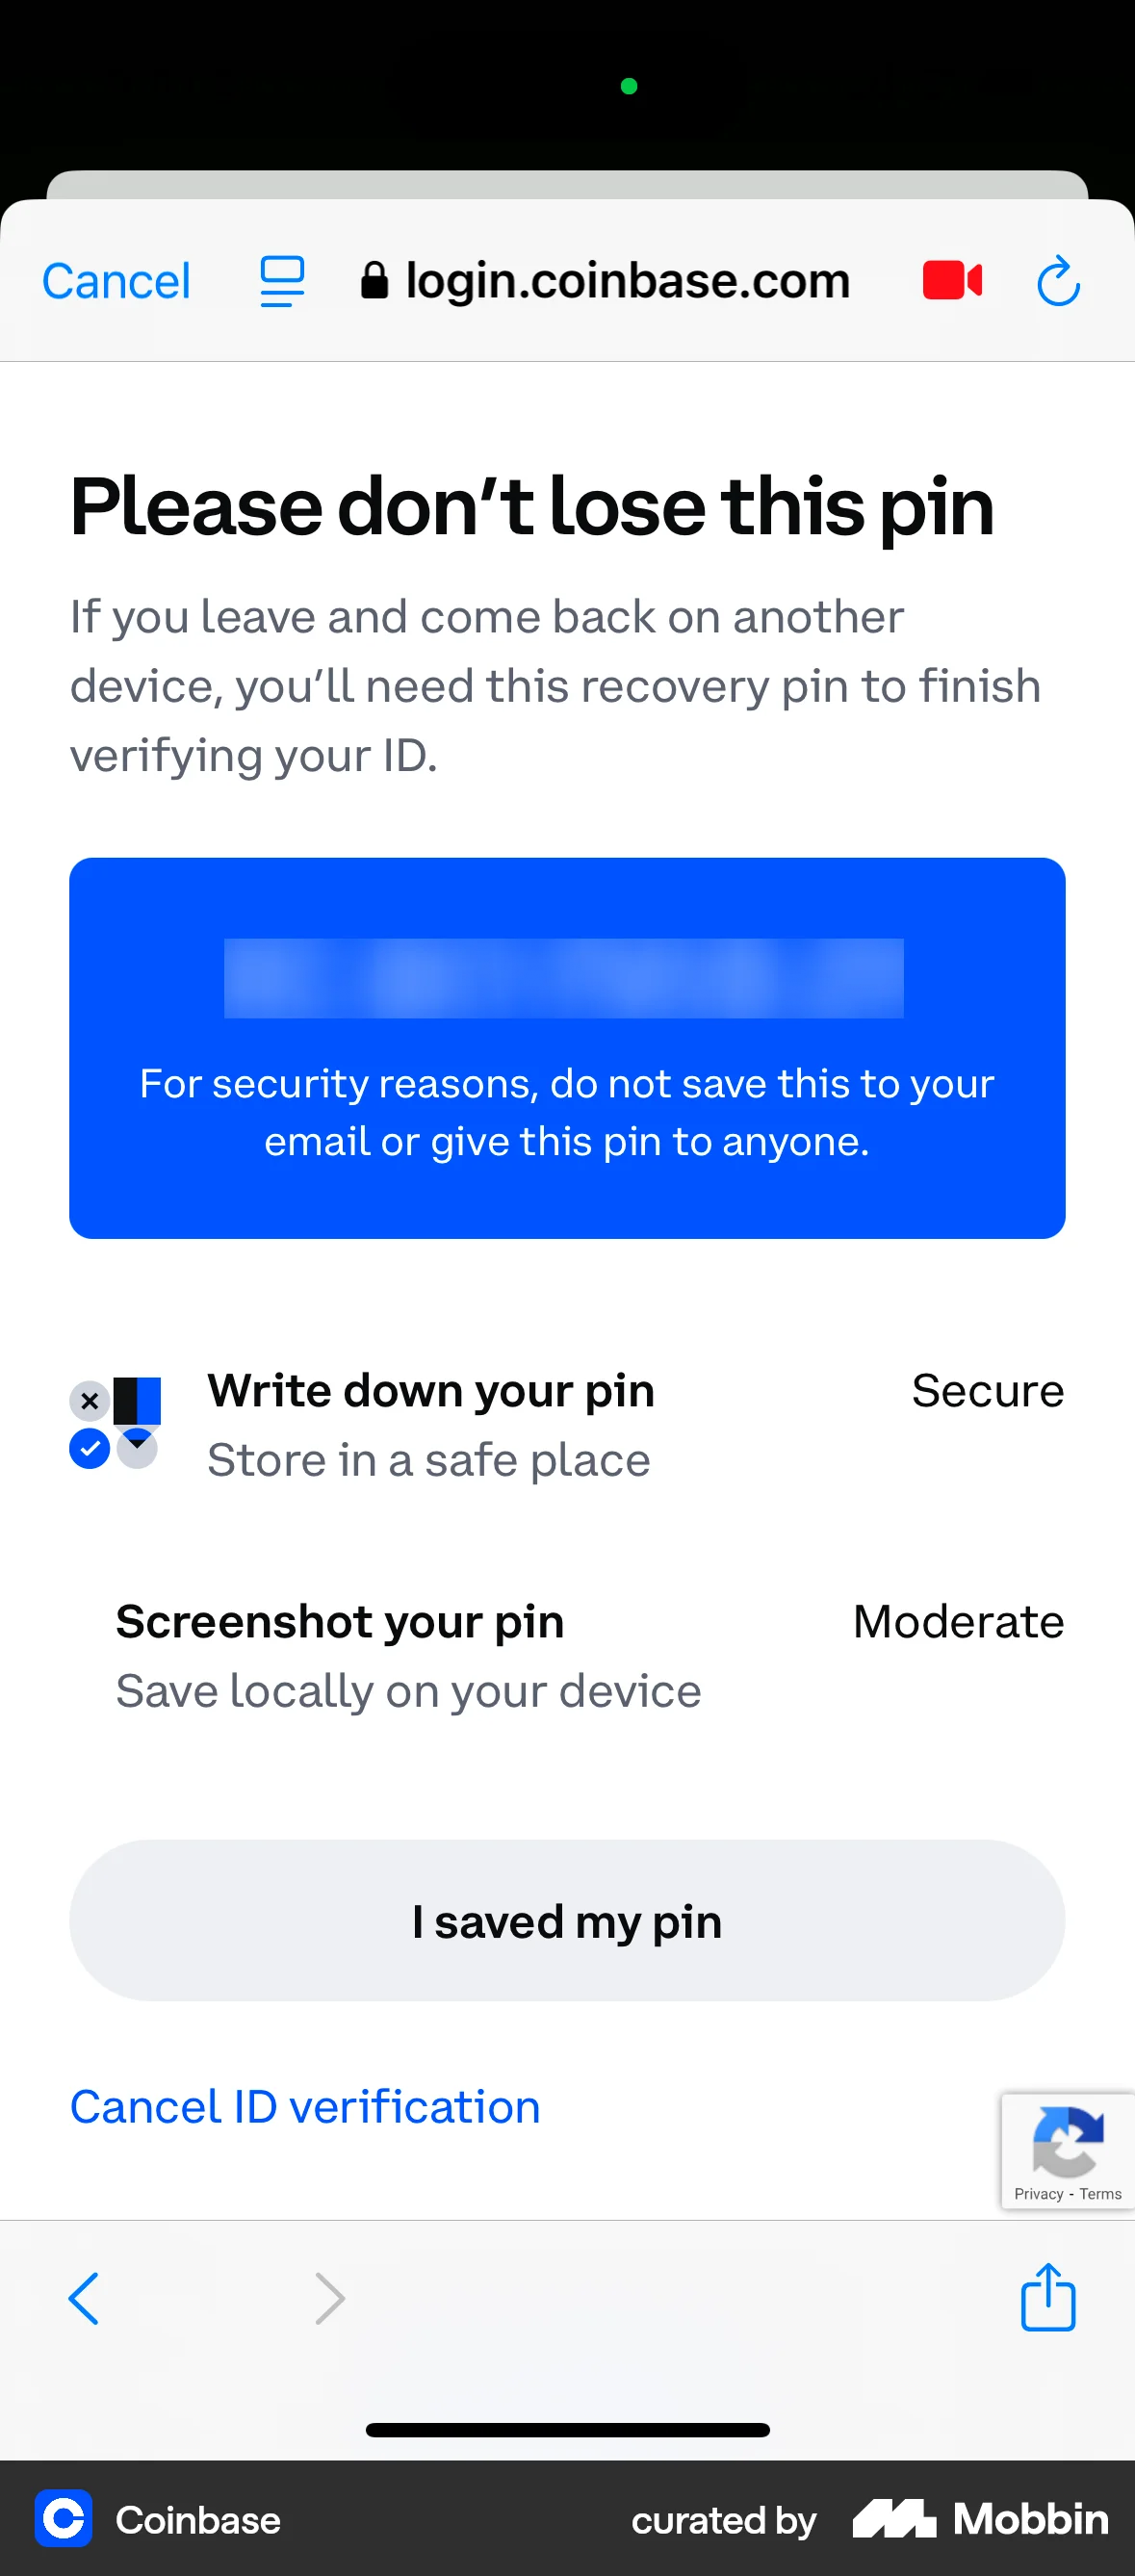 Cancel
login.coinbase.com
Please don’t lose this pin
If you leave and come back on another
device, you’ll need this recovery pin to finish
verifying your ID.
For security reasons, do not save this to your
email or give this pin to anyone.
Write down your pin
Secure
Store in a safe place
Screenshot your pin
Moderate
Save locally on your device
I saved my pin
Cancel ID verification
Privacy - Terms
Coinbase
curated by
Mobbin